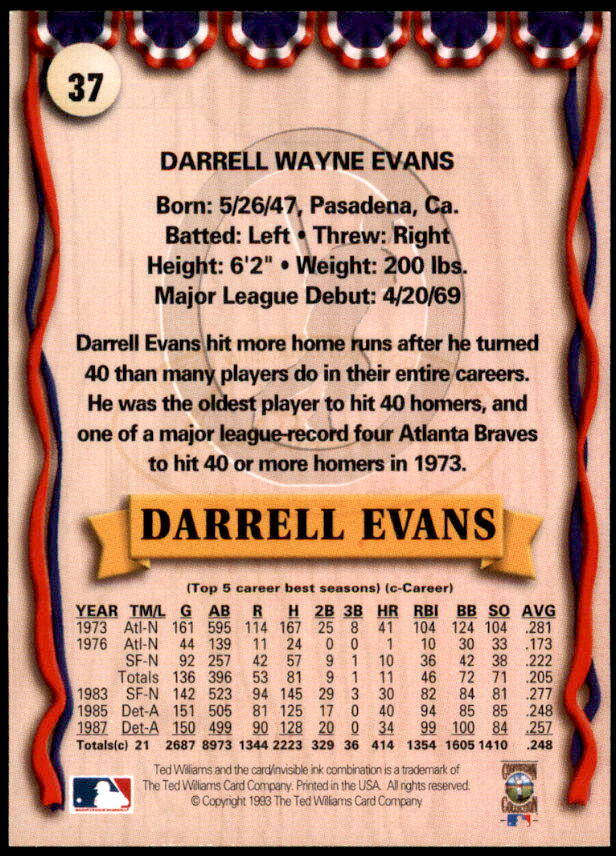 37
DARRELL WAYNE EVANS
Born: 5/26/47, Pasadena, Ca.
Batted: Left • Threw: Right
Height: 6'2" • Weight: 200 lbs.
Major League Debut: 4/20/69
Darrell Evans hit more home runs after he turned
40 than many players do in their entire careers.
He was the oldest player to hit 40 homers, and
one of a major league-record four Atlanta Braves
to hit 40 or more homers in 1973.
DARRELL EVANS
(Top 5 career best seasons) (c-Career)
YEAR TM/L G AB R H 2B 3B HR RBI BB SO AVG
1973 Atl-N 161 595 114 167 25 8 41 104 124 104 .281
1976 Atl-N 44 139 11 24 0 0 1 10 30 33 .173
SF-N 92 257 42 57 9 1 10 36 42 38 .222
Totals 136 396 53 81 9 1 11 46 72 71 .205
1983 SF-N 142 523 94 145 29 3 30 82 84 81 .277
1985 Det-A 151 505 81 125 17 0 40 94 85 85 .248
1987 Det-A 150 499 90 128 20 0 34 99 100 84 .257
Totals(c) 21 2687 8973 1344 2223 329 36 414 1354 1605 1410 .248
Ted Williams and the card/invisible ink combination is a trademark of
The Ted Williams Card Company. Printed in the USA. All rights reserved.
© Copyright 1993 The Ted Williams Card Company
COOPERSTOWN
COLLECTION